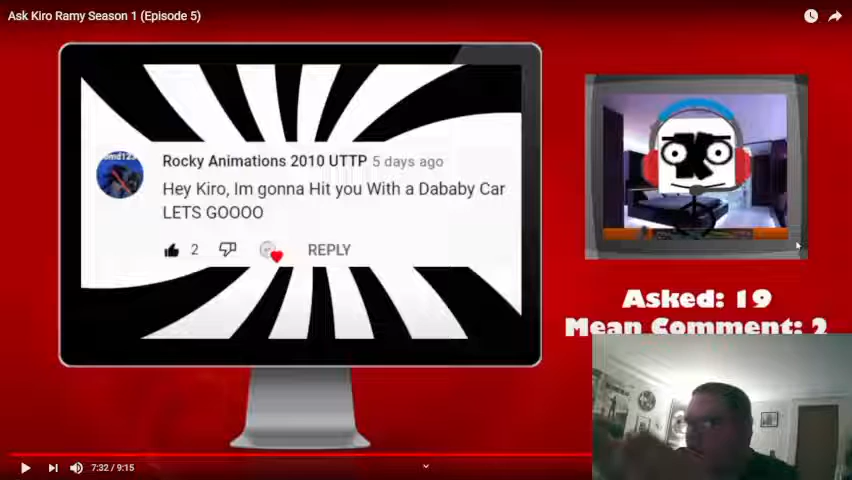 Ask Kiro Ramy Season 1 (Episode 5)
Rocky Animations 2010 UTTP 5 days ago
Hey Kiro, Im gonna Hit you With a Dababy Car
LETS GOOOO
2
REPLY
Asked: 19
Mean Comment: 2
7:32 / 9:15